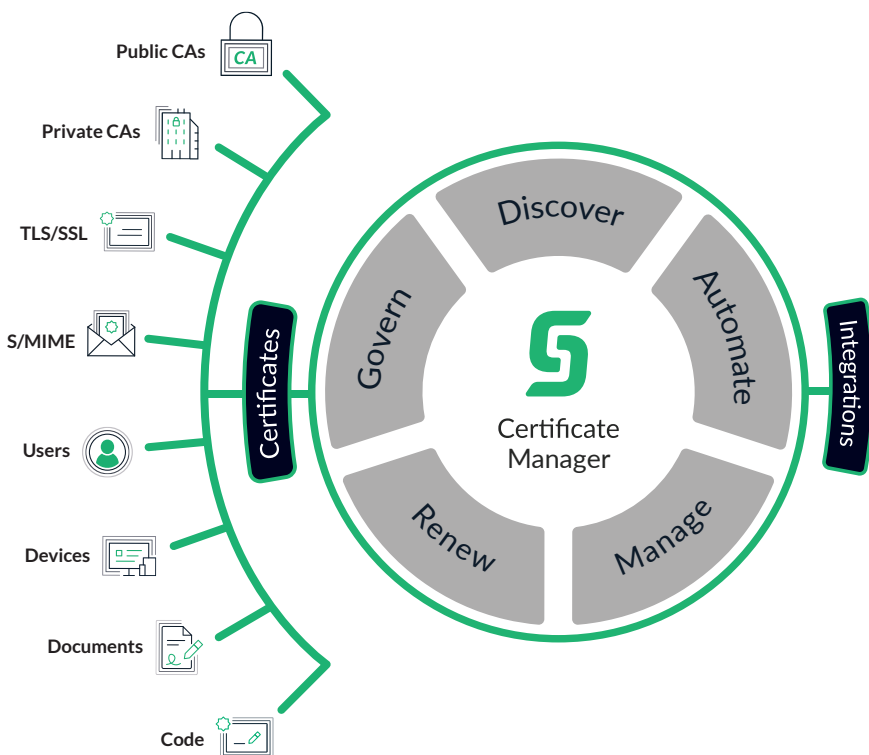 Public CAs
CA
Private CAs
TLS/SSL
S/MIME
Users
Devices
Documents
Code
Certificates
Discover
Automate
Manage
Renew
Govern
Certificate
Manager
Integrations